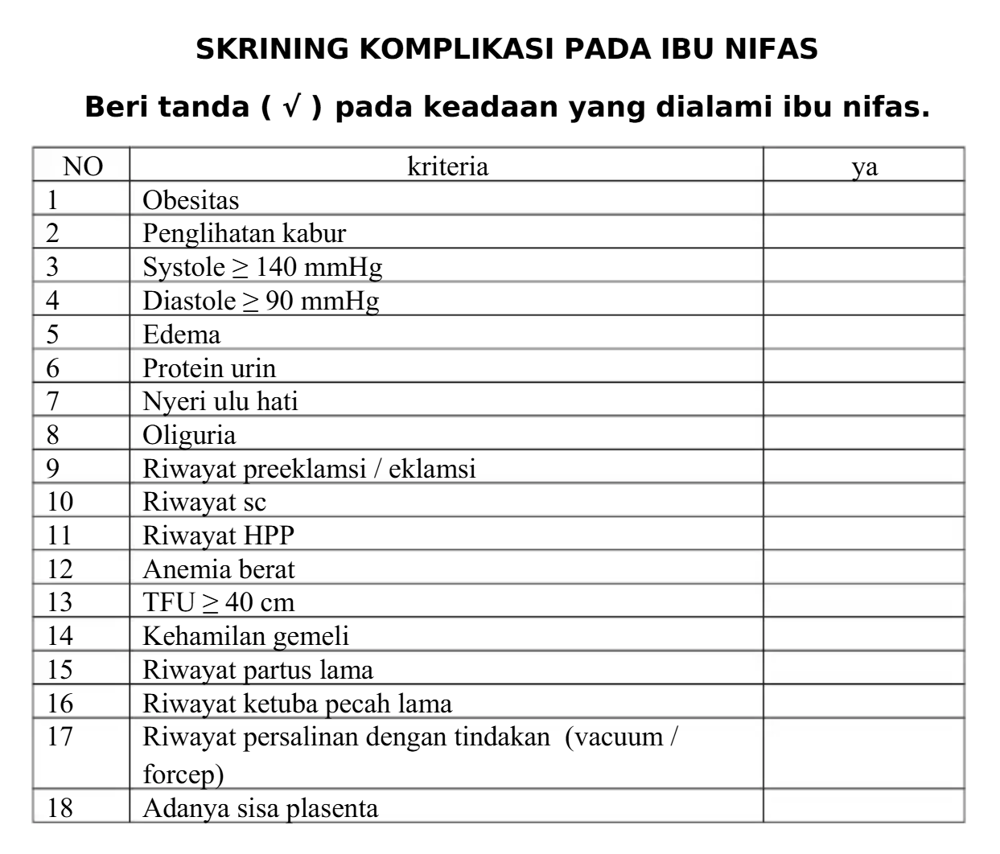 SKRINING KOMPLIKASI PADA IBU NIFAS
Beri tanda ( √ ) pada keadaan yang dialami ibu nifas.
NO kriteria ya
1 Obesitas
2 Penglihatan kabur
3 Systole ≥ 140 mmHg
4 Diastole ≥ 90 mmHg
5 Edema
6 Protein urin
7 Nyeri ulu hati
8 Oliguria
9 Riwayat preeklamsi / eklamsi
10 Riwayat sc
11 Riwayat HPP
12 Anemia berat
13 TFU ≥ 40 cm
14 Kehamilan gemeli
15 Riwayat partus lama
16 Riwayat ketuba pecah lama
17 Riwayat persalinan dengan tindakan (vacuum /
forcep)
18 Adanya sisa plasenta